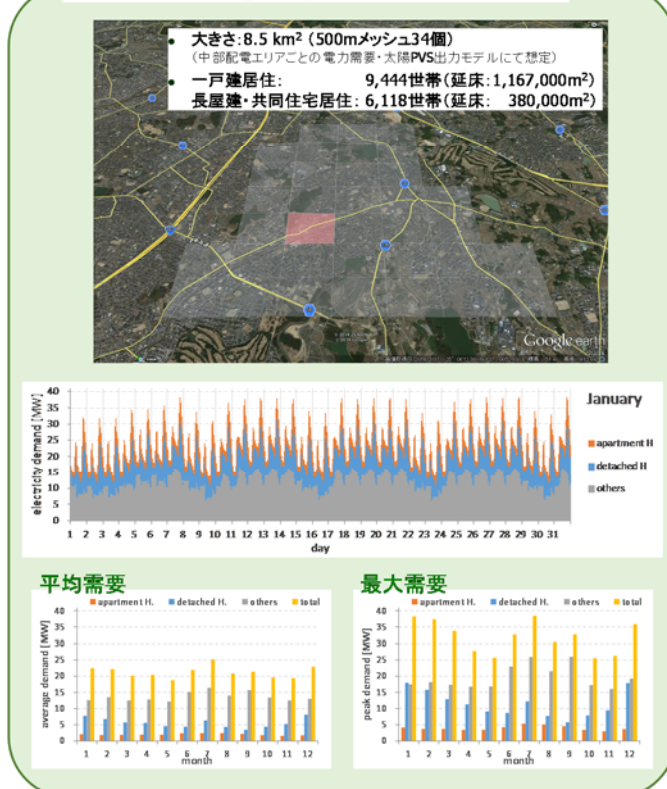 • 大きさ:8.5 km² (500mメッシュ34個)
(中部配電エリアごとの電力需要・太陽PVS出力モデルにて想定)
• 一戸建居住: 9,444世帯(延床:1,167,000m²)
長屋建・共同住宅居住: 6,118世帯(延床: 380,000m²)
Google earth
January
electricity demand [MW]
40
35
30
25
20
15
10
5
0
apartment H
detached H
others
1 2 3 4 5 6 7 8 9 10 11 12 13 14 15 16 17 18 19 20 21 22 23 24 25 26 27 28 29 30 31
day
平均需要
apartment H. detached H. others total
average demand [MW]
40
35
30
25
20
15
10
5
0
1 2 3 4 5 6 7 8 9 10 11 12
month
最大需要
apartment H. detached H. others total
peak demand [MW]
40
35
30
25
20
15
10
5
0
1 2 3 4 5 6 7 8 9 10 11 12
month